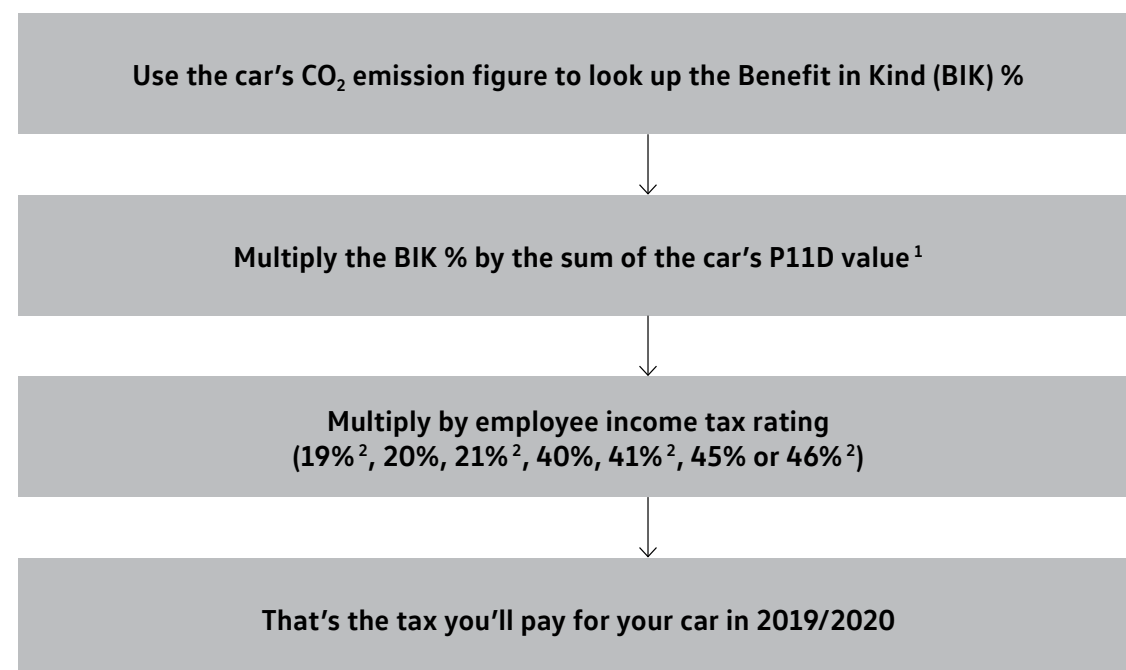 Use the car’s CO₂ emission figure to look up the Benefit in Kind (BIK) %
Multiply the BIK % by the sum of the car’s P11D value ¹
Multiply by employee income tax rating
(19% ², 20%, 21% ², 40%, 41% ², 45% or 46% ²)
That’s the tax you’ll pay for your car in 2019/2020